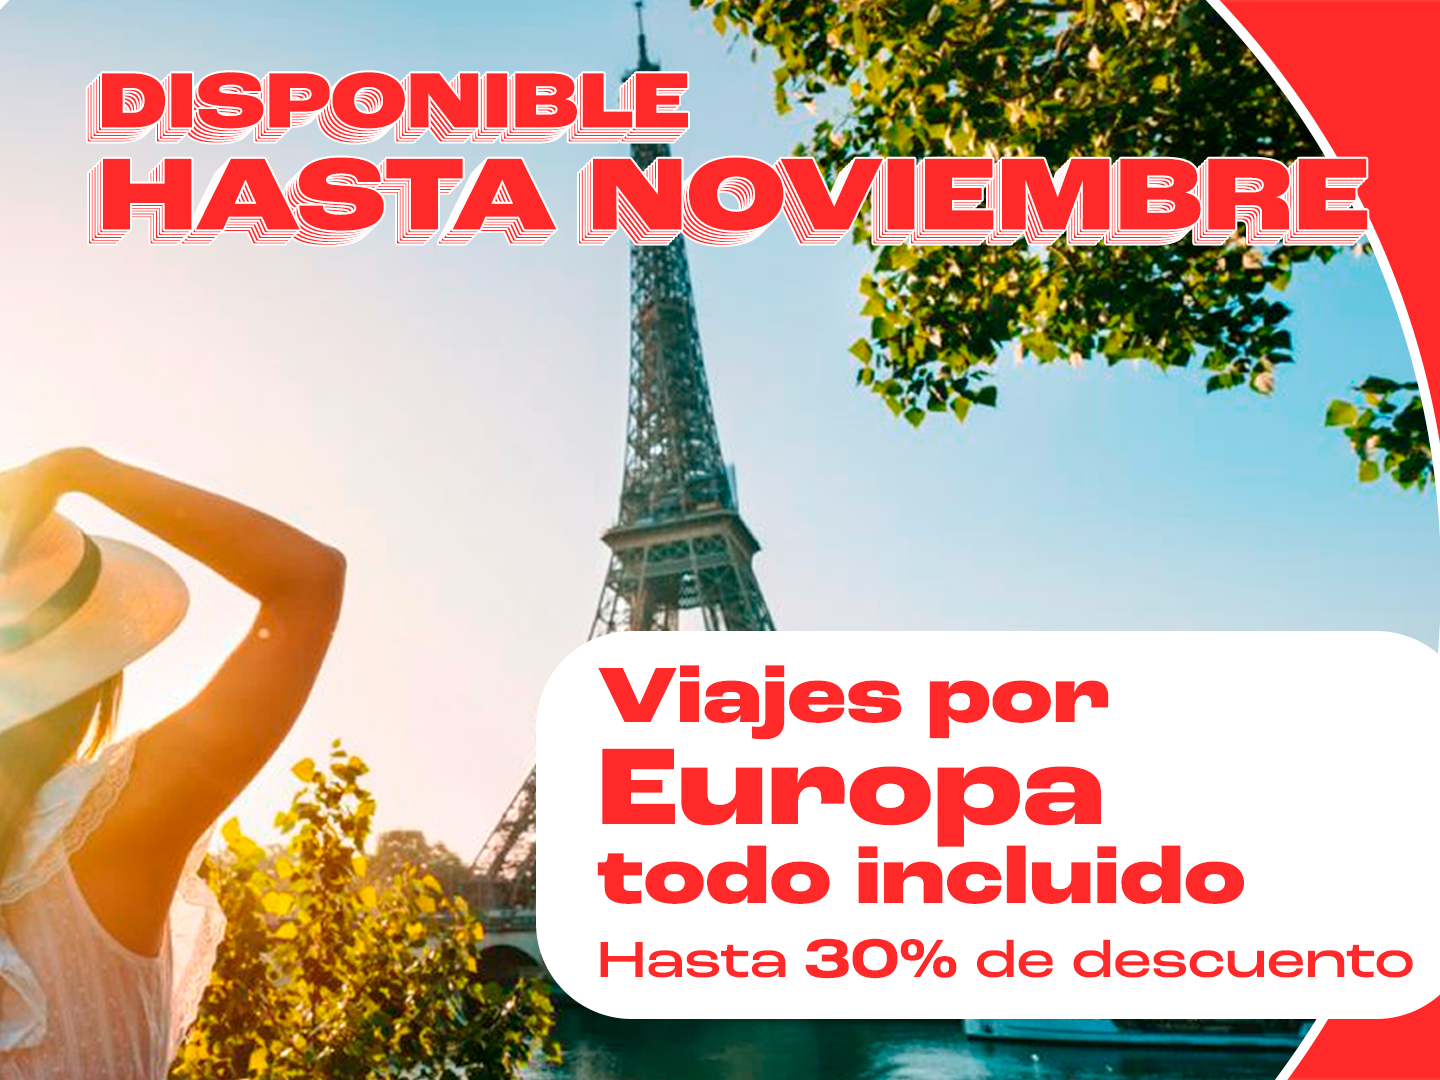 DISPONIBLE
HASTA NOVIEMBRE
Viajes por
Europa
todo incluido
Hasta 30% de descuento